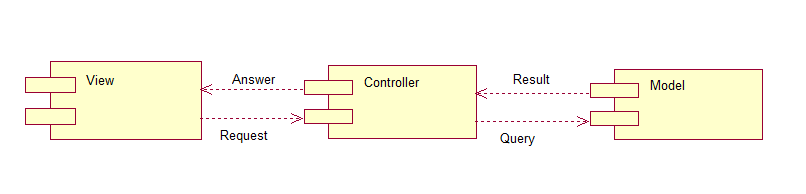 View
Answer
Request
Controller
Result
Query
Model